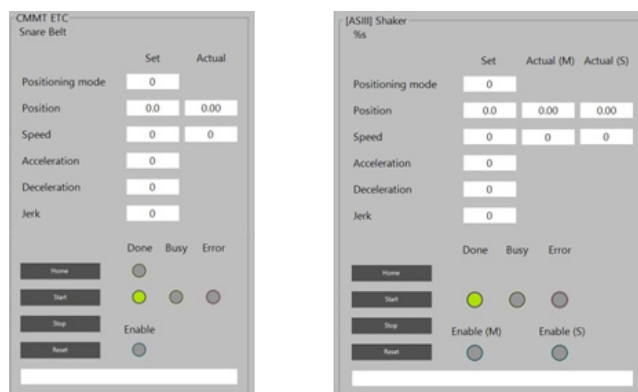 CMMT ETC
Snare Belt
Set Actual
Positioning mode 0
Position 0.0 0.00
Speed 0 0
Acceleration 0
Deceleration 0
Jerk 0
Done Busy Error
Home
Start
Stop
Enable
Reset
[ASIII] Shaker
%s
Set Actual (M) Actual (S)
Positioning mode 0
Position 0.0 0.00 0.00
Speed 0 0 0
Acceleration 0
Deceleration 0
Jerk 0
Done Busy Error
Home
Start
Stop
Enable (M) Enable (S)
Reset